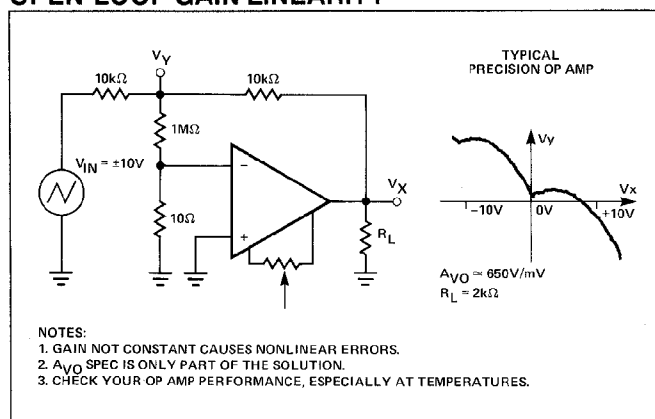 OPEN-LOOP GAIN LINEARITY
V_Y
10kΩ
10kΩ
1MΩ
V_IN = ±10V
10Ω
−
+
V_X
R_L
TYPICAL
PRECISION OP AMP
Vy
Vx
−10V
0V
+10V
A_VO ≃ 650V/mV
R_L = 2kΩ
NOTES:
1. GAIN NOT CONSTANT CAUSES NONLINEAR ERRORS.
2. A_VO SPEC IS ONLY PART OF THE SOLUTION.
3. CHECK YOUR OP AMP PERFORMANCE, ESPECIALLY AT TEMPERATURES.